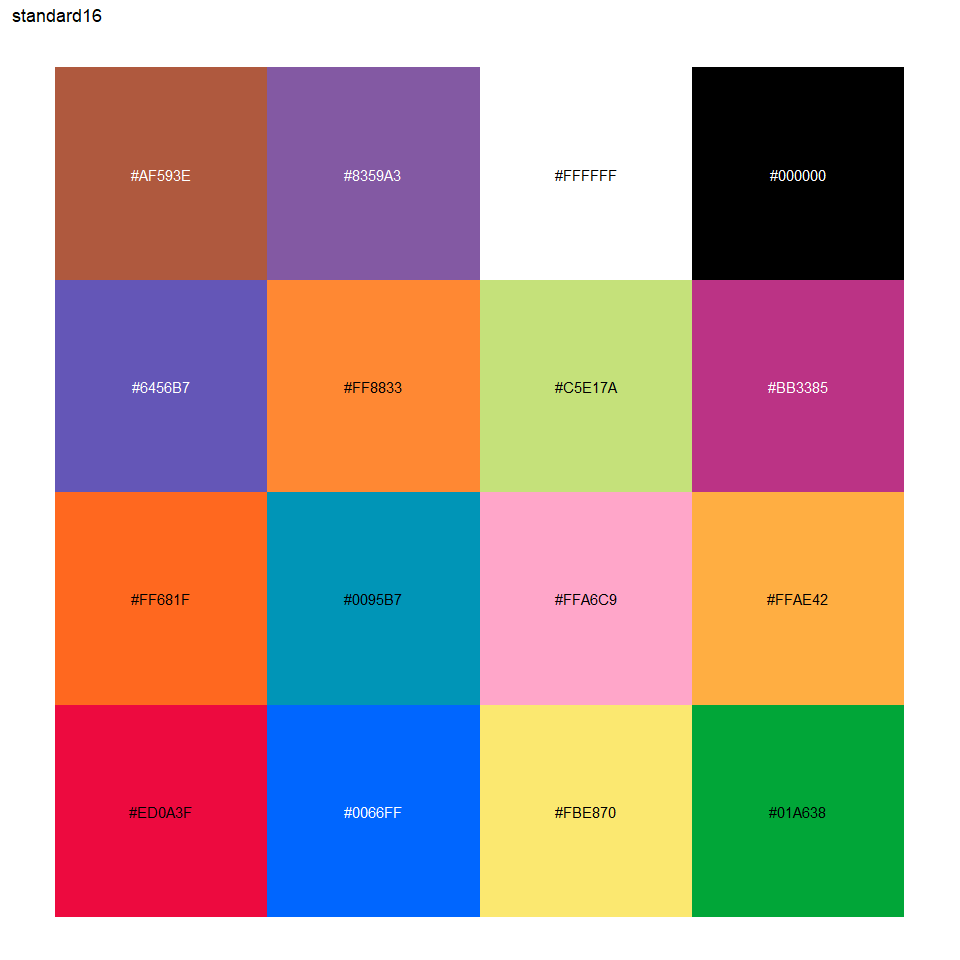 standard16
#AF593E #8359A3 #FFFFFF #000000
#6456B7 #FF8833 #C5E17A #BB3385
#FF681F #0095B7 #FFA6C9 #FFAE42
#ED0A3F #0066FF #FBE870 #01A638